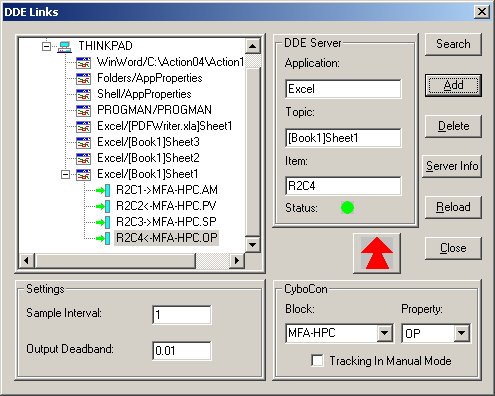 DDE Links
THINKPAD
WinWord/C:\Action04\Action1
Folders/AppProperties
Shell/AppProperties
PROGMAN/PROGMAN
Excel/[PDFWriter.xla]Sheet1
Excel/[Book1]Sheet3
Excel/[Book1]Sheet2
Excel/[Book1]Sheet1
R2C1->MFA-HPC.AM
R2C2<-MFA-HPC.PV
R2C3->MFA-HPC.SP
R2C4<-MFA-HPC.OP
DDE Server
Application:
Excel
Topic:
[Book1]Sheet1
Item:
R2C4
Status:
Search
Add
Delete
Server Info
Reload
Close
Settings
Sample Interval:
1
Output Deadband:
0.01
CyboCon
Block:
Property:
MFA-HPC
OP
Tracking In Manual Mode